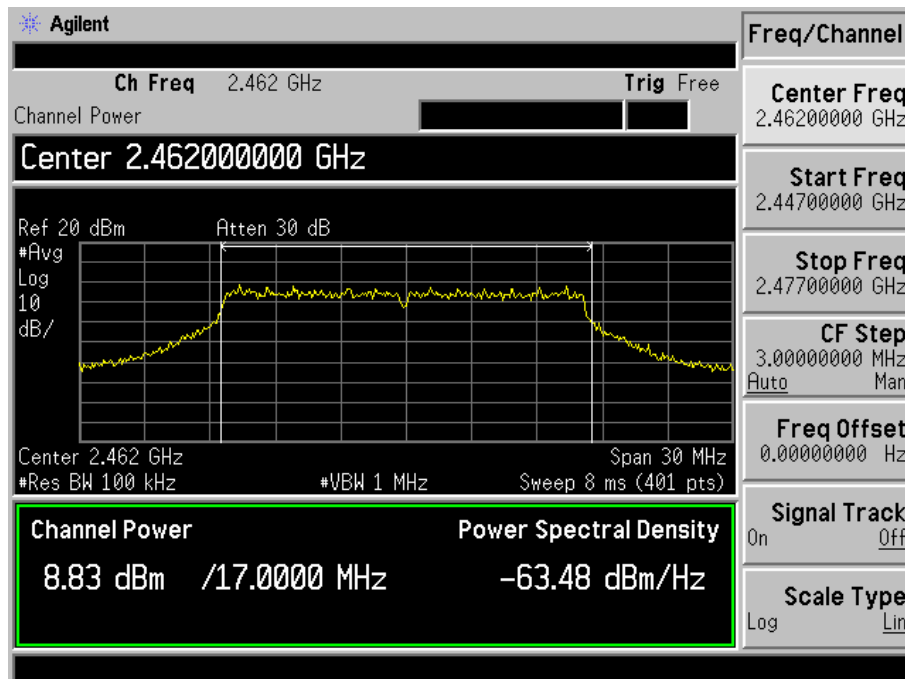 Agilent
Freq/Channel
Ch Freq 2.462 GHz Trig Free
Channel Power
Center 2.462000000 GHz
Ref 20 dBm Atten 30 dB
#Avg
Log
10
dB/
Center 2.462 GHz Span 30 MHz
#Res BW 100 kHz #VBW 1 MHz Sweep 8 ms (401 pts)
Channel Power Power Spectral Density
8.83 dBm /17.0000 MHz -63.48 dBm/Hz
Center Freq
2.46200000 GHz
Start Freq
2.44700000 GHz
Stop Freq
2.47700000 GHz
CF Step
3.00000000 MHz
Auto Man
Freq Offset
0.00000000 Hz
Signal Track
On Off
Scale Type
Log Lin